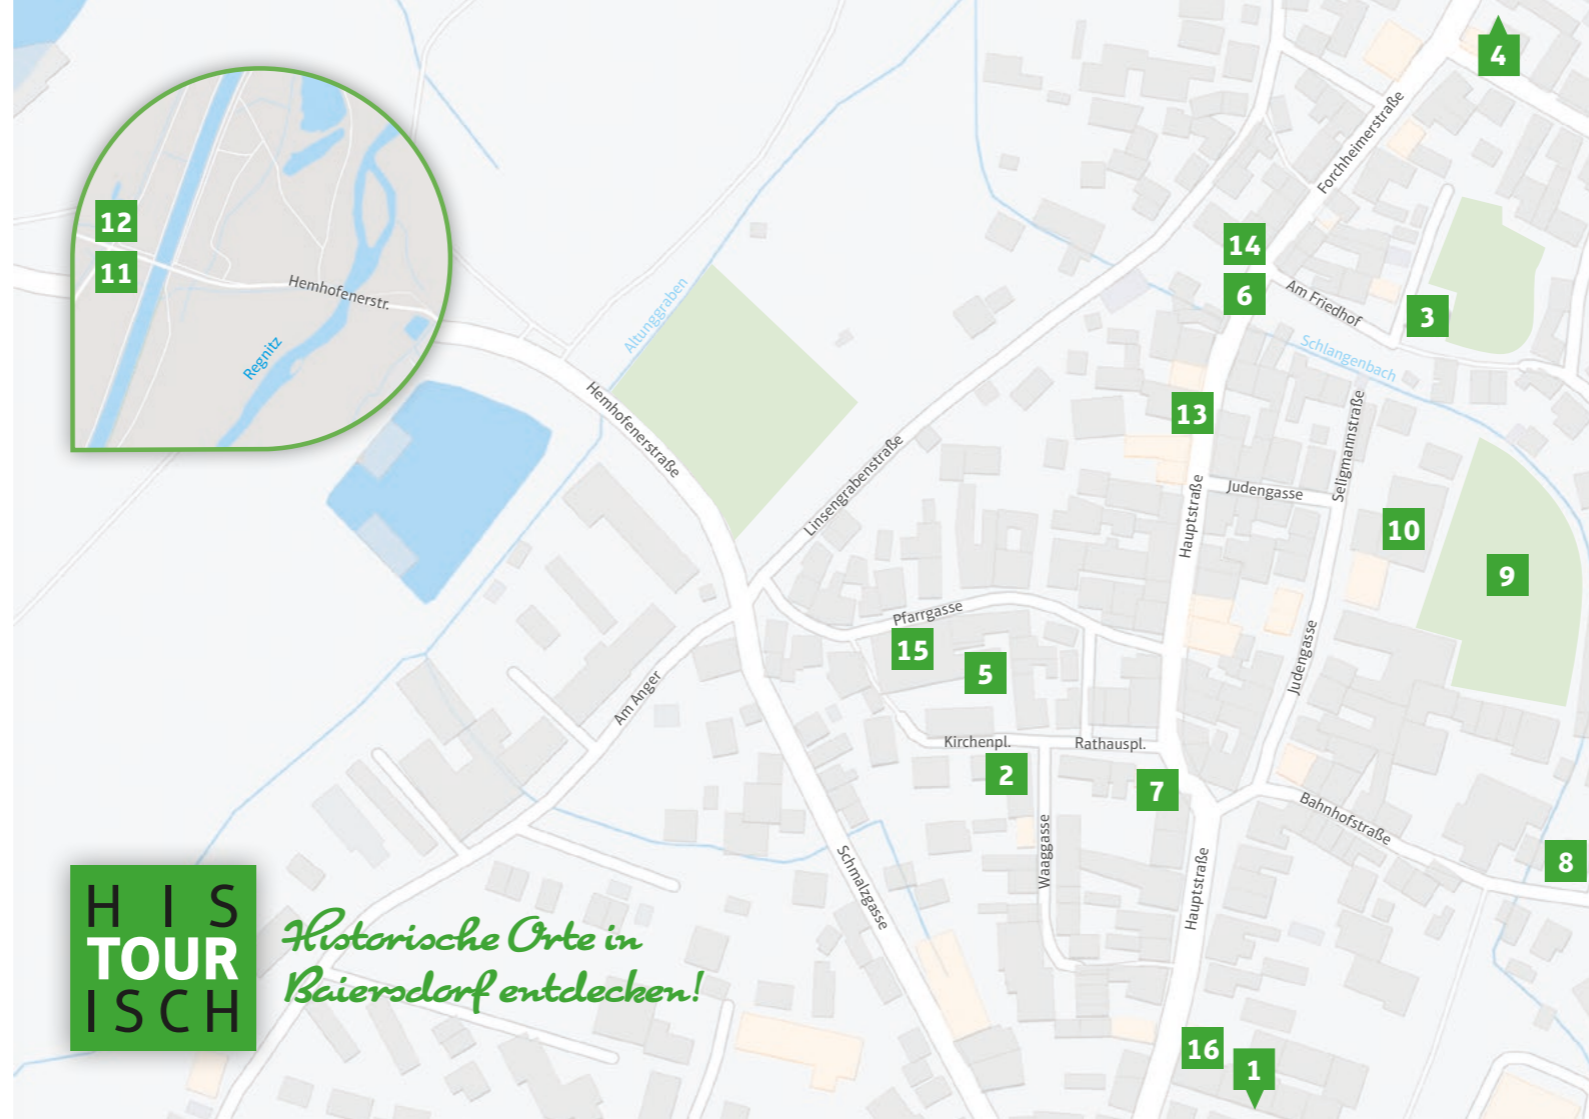 4
12
11
Hemhofenerstr.
Regnitz
Altunggraben
Forchheimerstraße
14
6
Am Friedhof
3
Schlangenbach
Hemhofenerstraße
13
Seligmannstraße
Linsengrabenstraße
Hauptstraße
Judengasse
10
9
Pfarrgasse
15
5
Judengasse
Am Anger
Kirchenpl.
Rathauspl.
2
7
Bahnhofstraße
Waaggasse
Schmalzgasse
Hauptstraße
8
HIS
TOUR
ISCH
Historische Orte in
Baiersdorf entdecken!
16
1